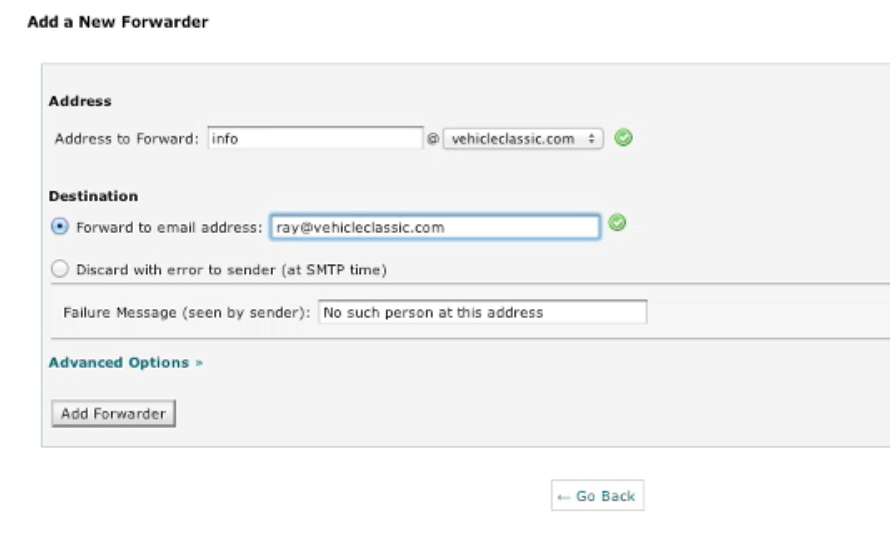 Add a New Forwarder
Address
Address to Forward: info @ vehicleclassic.com
Destination
Forward to email address: ray@vehicleclassic.com
Discard with error to sender (at SMTP time)
Failure Message (seen by sender): No such person at this address
Advanced Options »
Add Forwarder
← Go Back